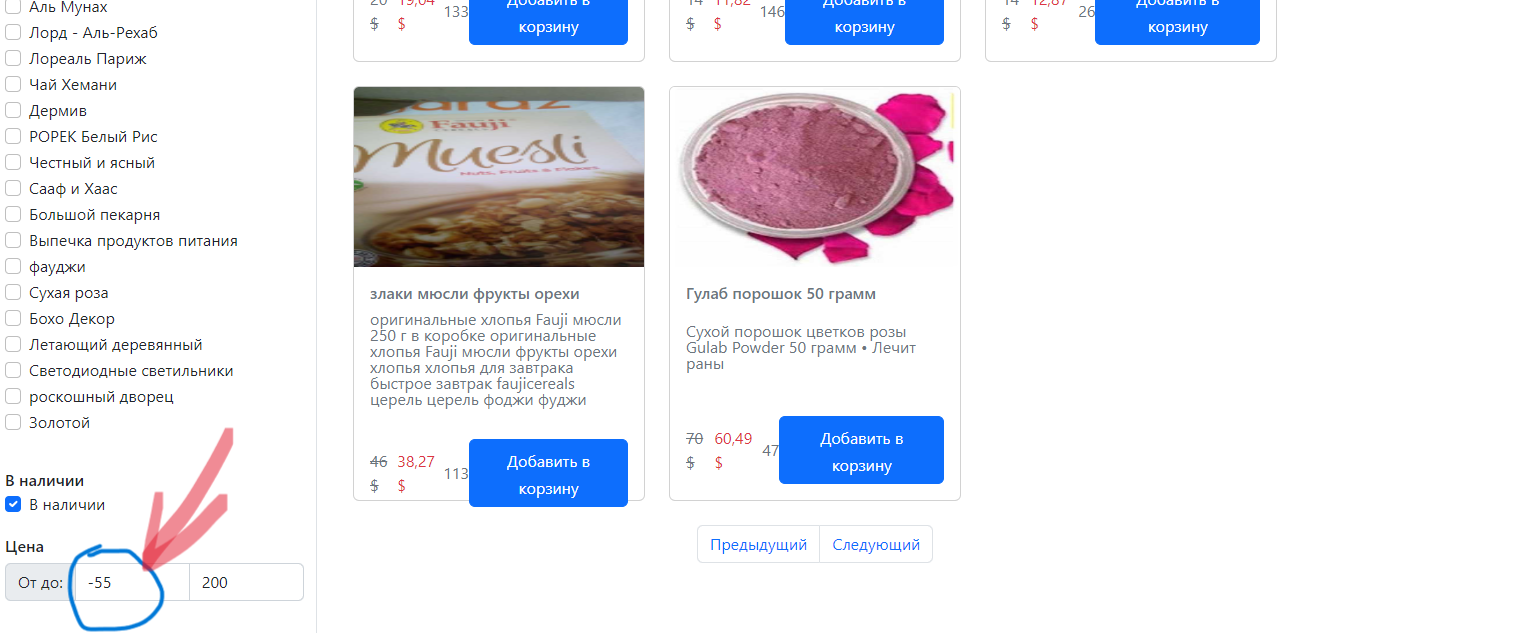 Аль Мунах
Лорд - Аль-Рехаб
Лореаль Париж
Чай Хемани
Дермив
РОРЕК Белый Рис
Честный и ясный
Сааф и Хаас
Большой пекарня
Выпечка продуктов питания
фауджи
Сухая роза
Бохо Декор
Летающий деревянный
Светодиодные светильники
роскошный дворец
Золотой
В наличии
В наличии
Цена
От до: -55 200
20 $ 19,04 $ 133 Добавить в
корзину
14 $ 11,82 $ 146 Добавить в
корзину
14 $ 12,87 $ 26 Добавить в
корзину
Fauji
Muesli
Nuts, Fruits & Flakes
злаки мюсли фрукты орехи
оригинальные хлопья Fauji мюсли
250 г в коробке оригинальные
хлопья Fauji мюсли фрукты орехи
хлопья хлопья для завтрака
быстрое завтрак faujicereals
церель церель фоджи фуджи
46 $ 38,27 $ 113 Добавить в
корзину
Гулаб порошок 50 грамм
Сухой порошок цветков розы
Gulab Powder 50 грамм • Лечит
раны
70 $ 60,49 $ 47 Добавить в
корзину
Предыдущий Следующий